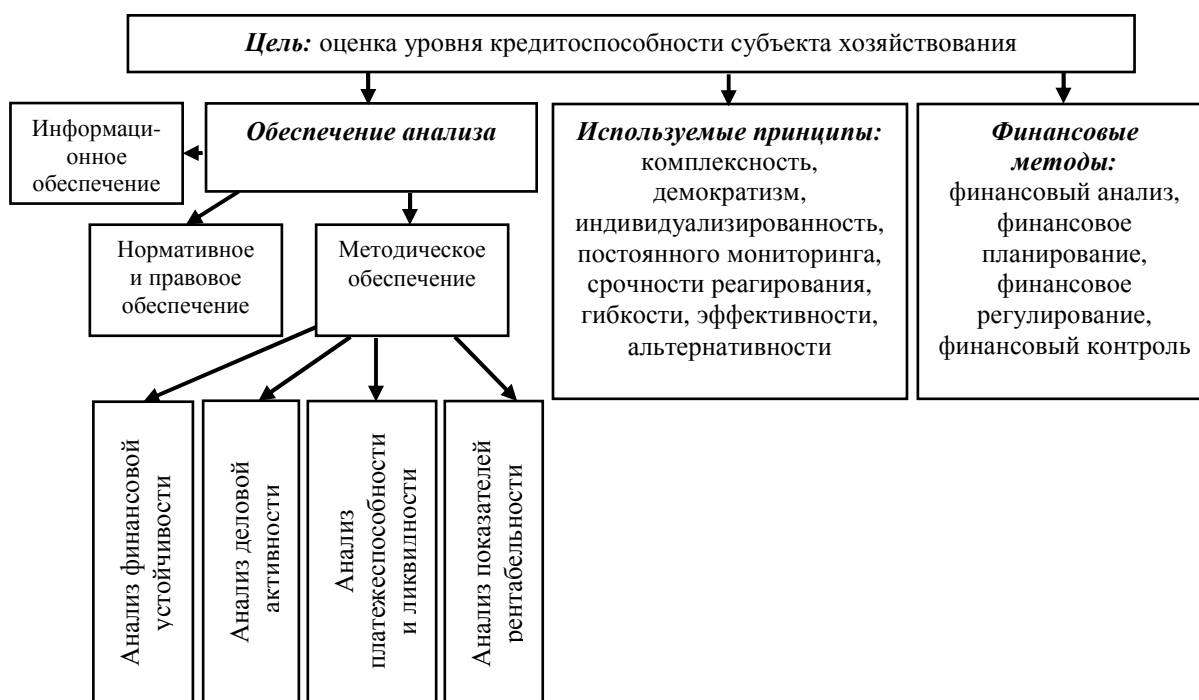 Цель: оценка уровня кредитоспособности субъекта хозяйствования
Информаци-
онное
обеспечение
Обеспечение анализа
Нормативное
и правовое
обеспечение
Методическое
обеспечение
Анализ финансовой
устойчивости
Анализ деловой
активности
Анализ
платежеспособности
и ликвидности
Анализ показателей
рентабельности
Используемые принципы:
комплексность,
демократизм,
индивидуализированность,
постоянного мониторинга,
срочности реагирования,
гибкости, эффективности,
альтернативности
Финансовые
методы:
финансовый анализ,
финансовое
планирование,
финансовое
регулирование,
финансовый контроль